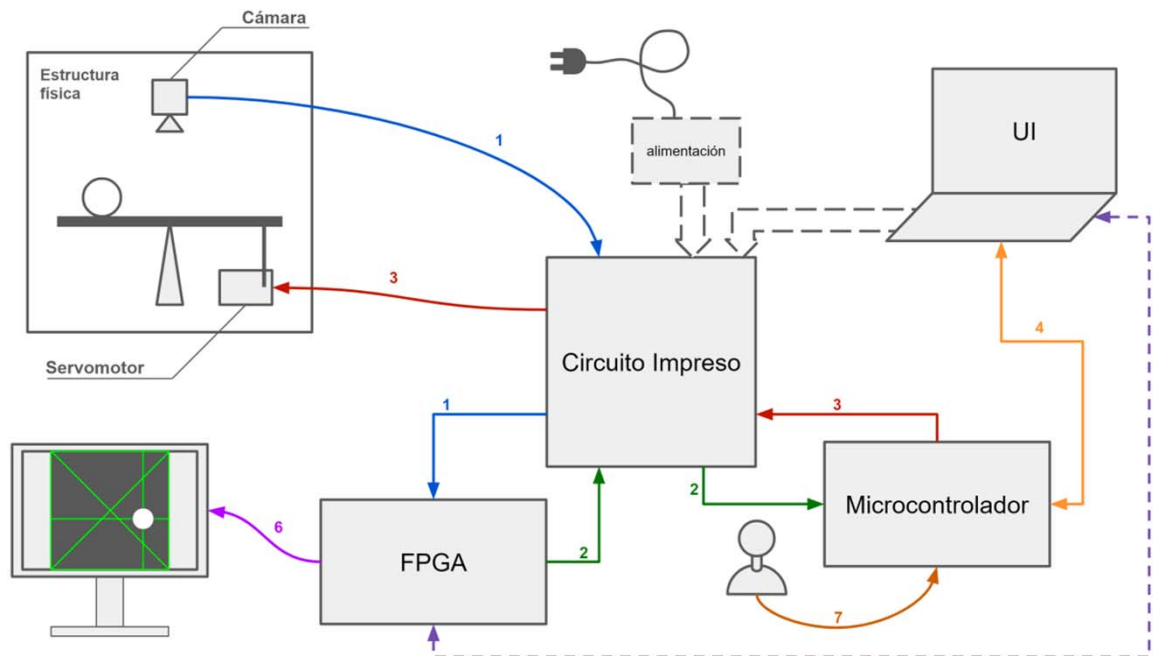 Cámara
Estructura
física
1
alimentación
UI
3
4
Servomotor
Circuito Impreso
1
3
2
Microcontrolador
6
FPGA
2
7